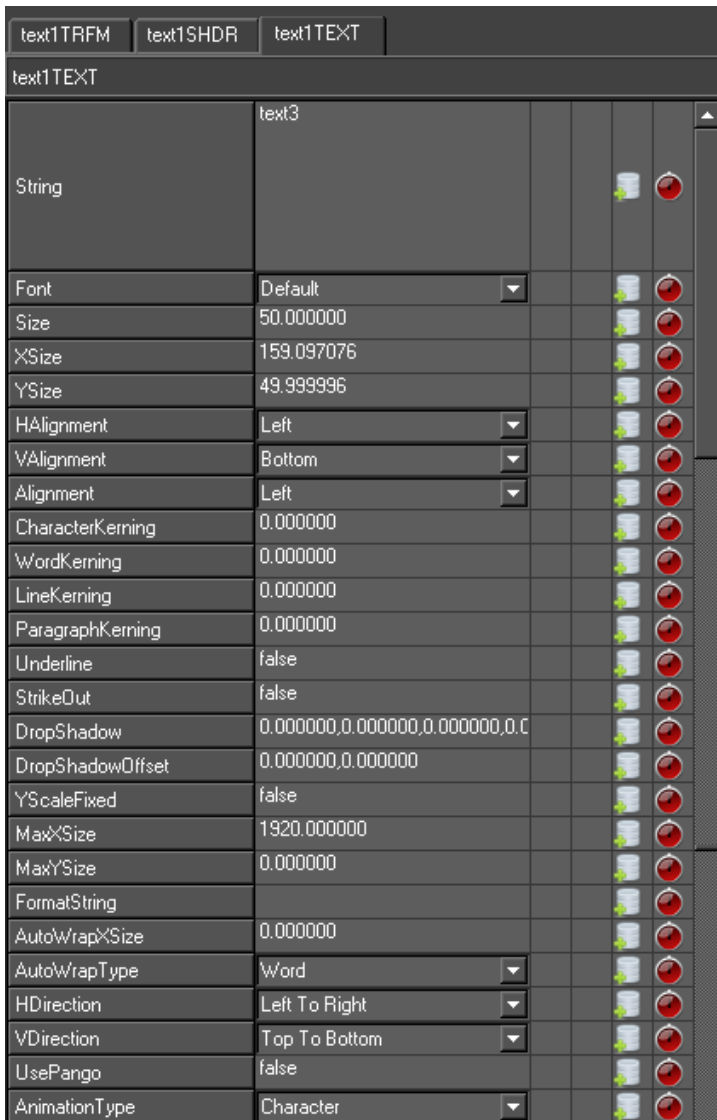 text1TRFM text1SHDR text1TEXT
text1TEXT
String text3
Font Default
Size 50.000000
XSize 159.097076
YSize 49.999996
HAlignment Left
VAlignment Bottom
Alignment Left
CharacterKerning 0.000000
WordKerning 0.000000
LineKerning 0.000000
ParagraphKerning 0.000000
Underline false
StrikeOut false
DropShadow 0.000000,0.000000,0.000000,0.0
DropShadowOffset 0.000000,0.000000
YScaleFixed false
MaxXSize 1920.000000
MaxYSize 0.000000
FormatString
AutoWrapXSize 0.000000
AutoWrapType Word
HDirection Left To Right
VDirection Top To Bottom
UsePango false
AnimationType Character